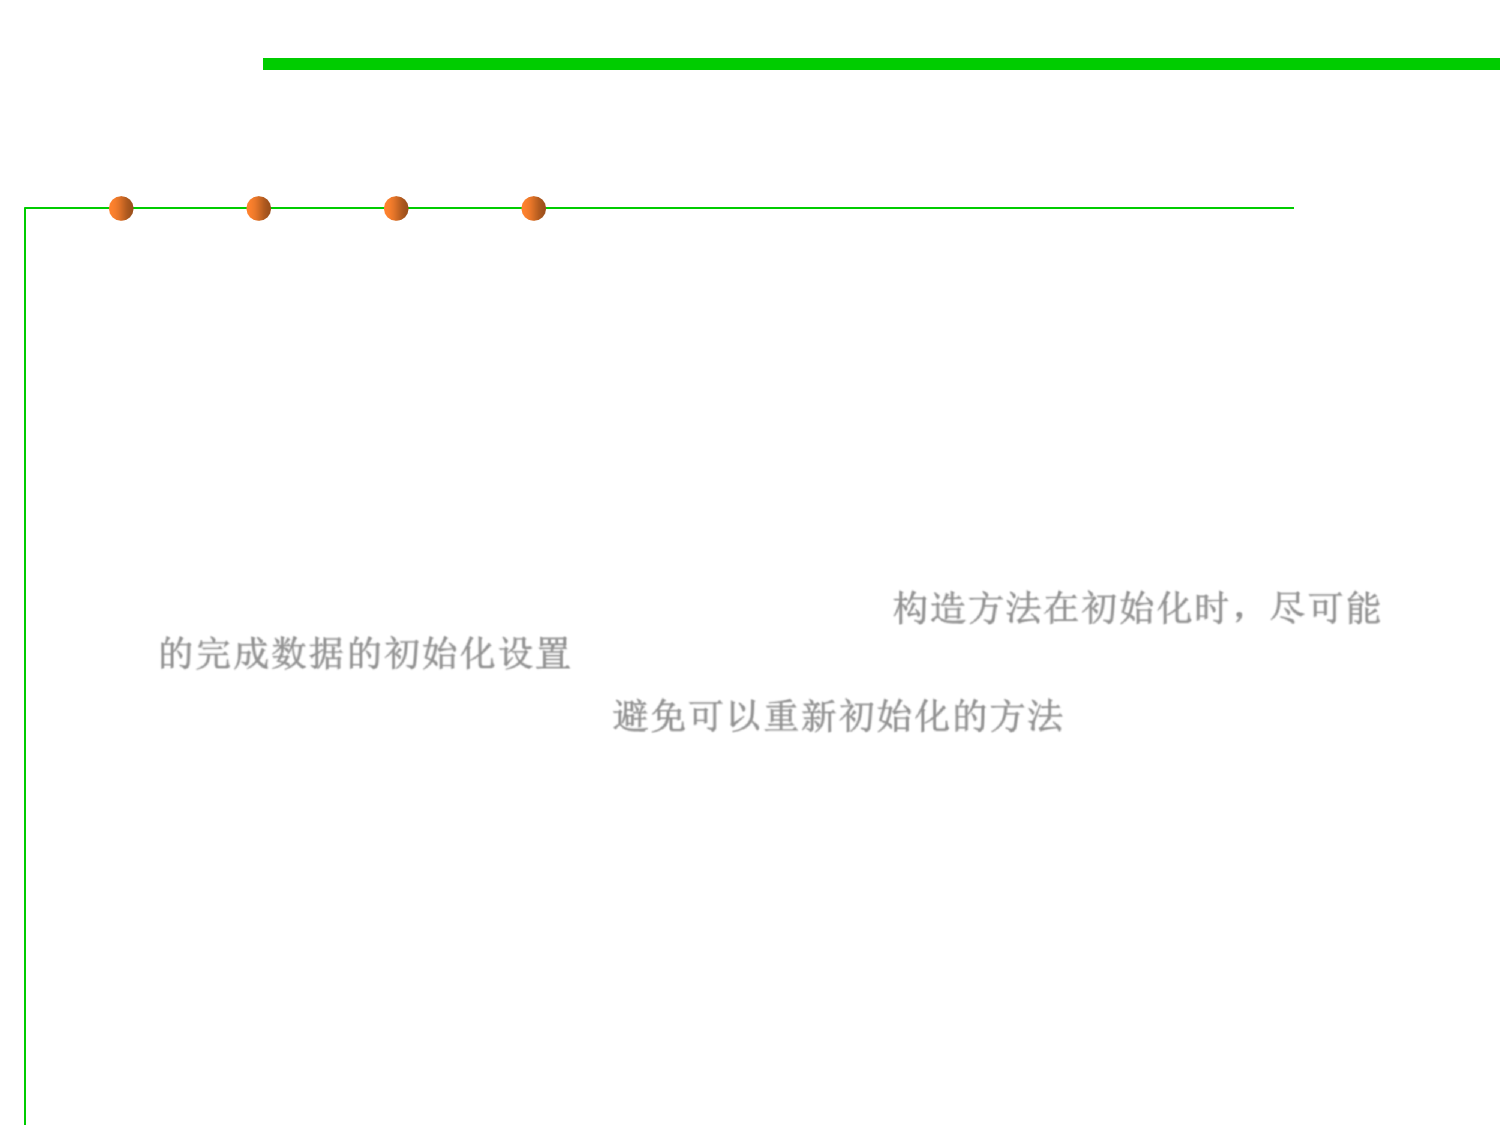 构造方法在初始化时，尽可能
的完成数据的初始化设置
避免可以重新初始化的方法